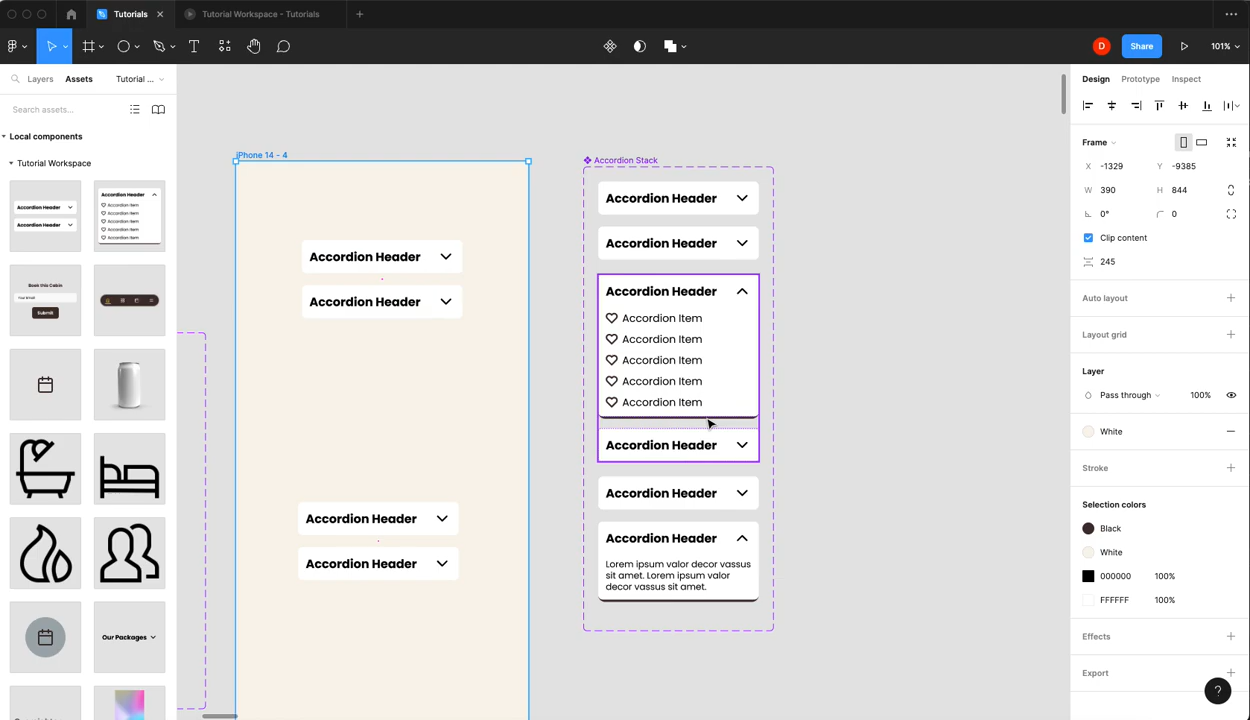 Tutorials
Tutorial Workspace - Tutorials
D
Share
101%
Layers
Assets
Tutorial ...
Search assets...
Local components
Tutorial Workspace
Accordion Header
Accordion Header
Accordion Header
Accordion Item
Accordion Item
Accordion Item
Accordion Item
Accordion Item
Book this Cabin
Your Email
Submit
Our Packages
iPhone 14 - 4
Accordion Header
Accordion Header
Accordion Header
Accordion Header
Accordion Stack
Accordion Header
Accordion Header
Accordion Header
Accordion Item
Accordion Item
Accordion Item
Accordion Item
Accordion Item
Accordion Header
Accordion Header
Accordion Header
Lorem ipsum valor decor vassus
sit amet. Lorem ipsum valor
decor vassus sit amet.
Design
Prototype
Inspect
Frame
X -1329
Y -9385
W 390
H 844
0°
0
Clip content
245
Auto layout
Layout grid
Layer
Pass through
100%
White
Stroke
Selection colors
Black
White
000000 100%
FFFFFF 100%
Effects
Export
?